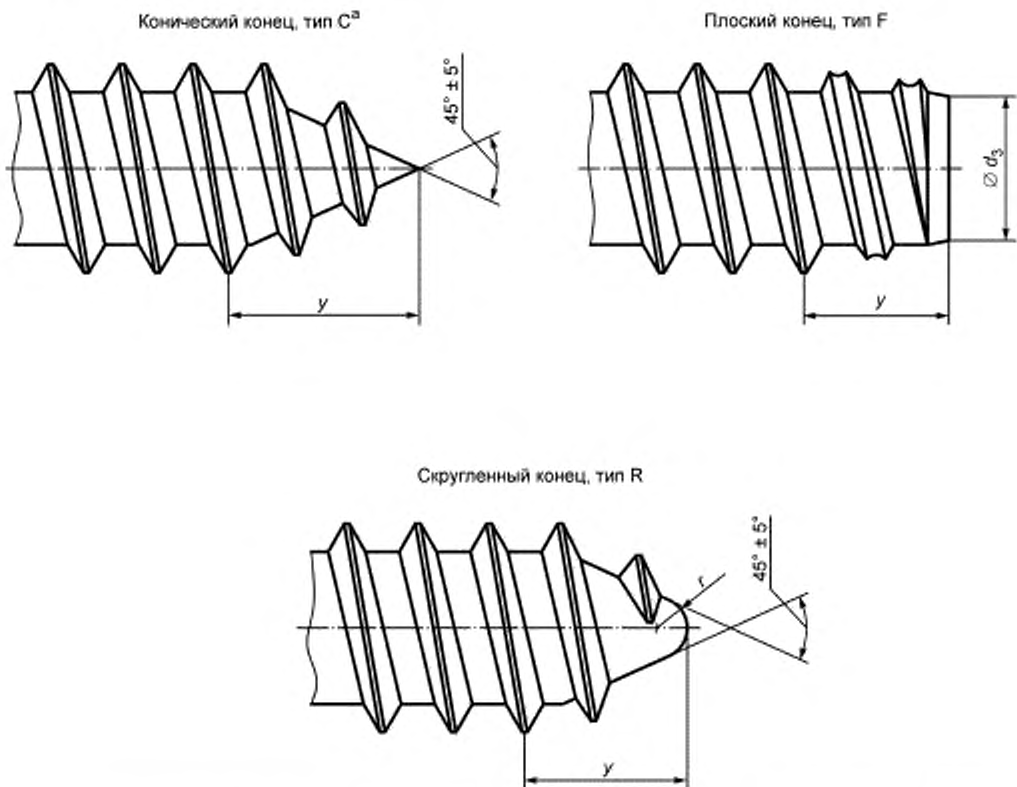 Конический конец, тип Cª
Плоский конец, тип F
45° ± 5°
Ø d₃
y
y
Скругленный конец, тип R
45° ± 5°
r
y